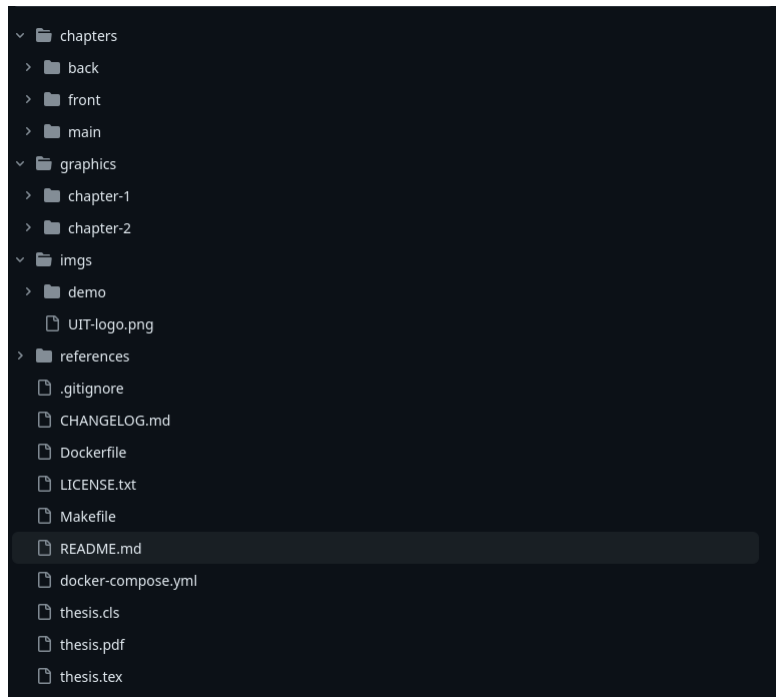 chapters
back
front
main
graphics
chapter-1
chapter-2
imgs
demo
UIT-logo.png
references
.gitignore
CHANGELOG.md
Dockerfile
LICENSE.txt
Makefile
README.md
docker-compose.yml
thesis.cls
thesis.pdf
thesis.tex